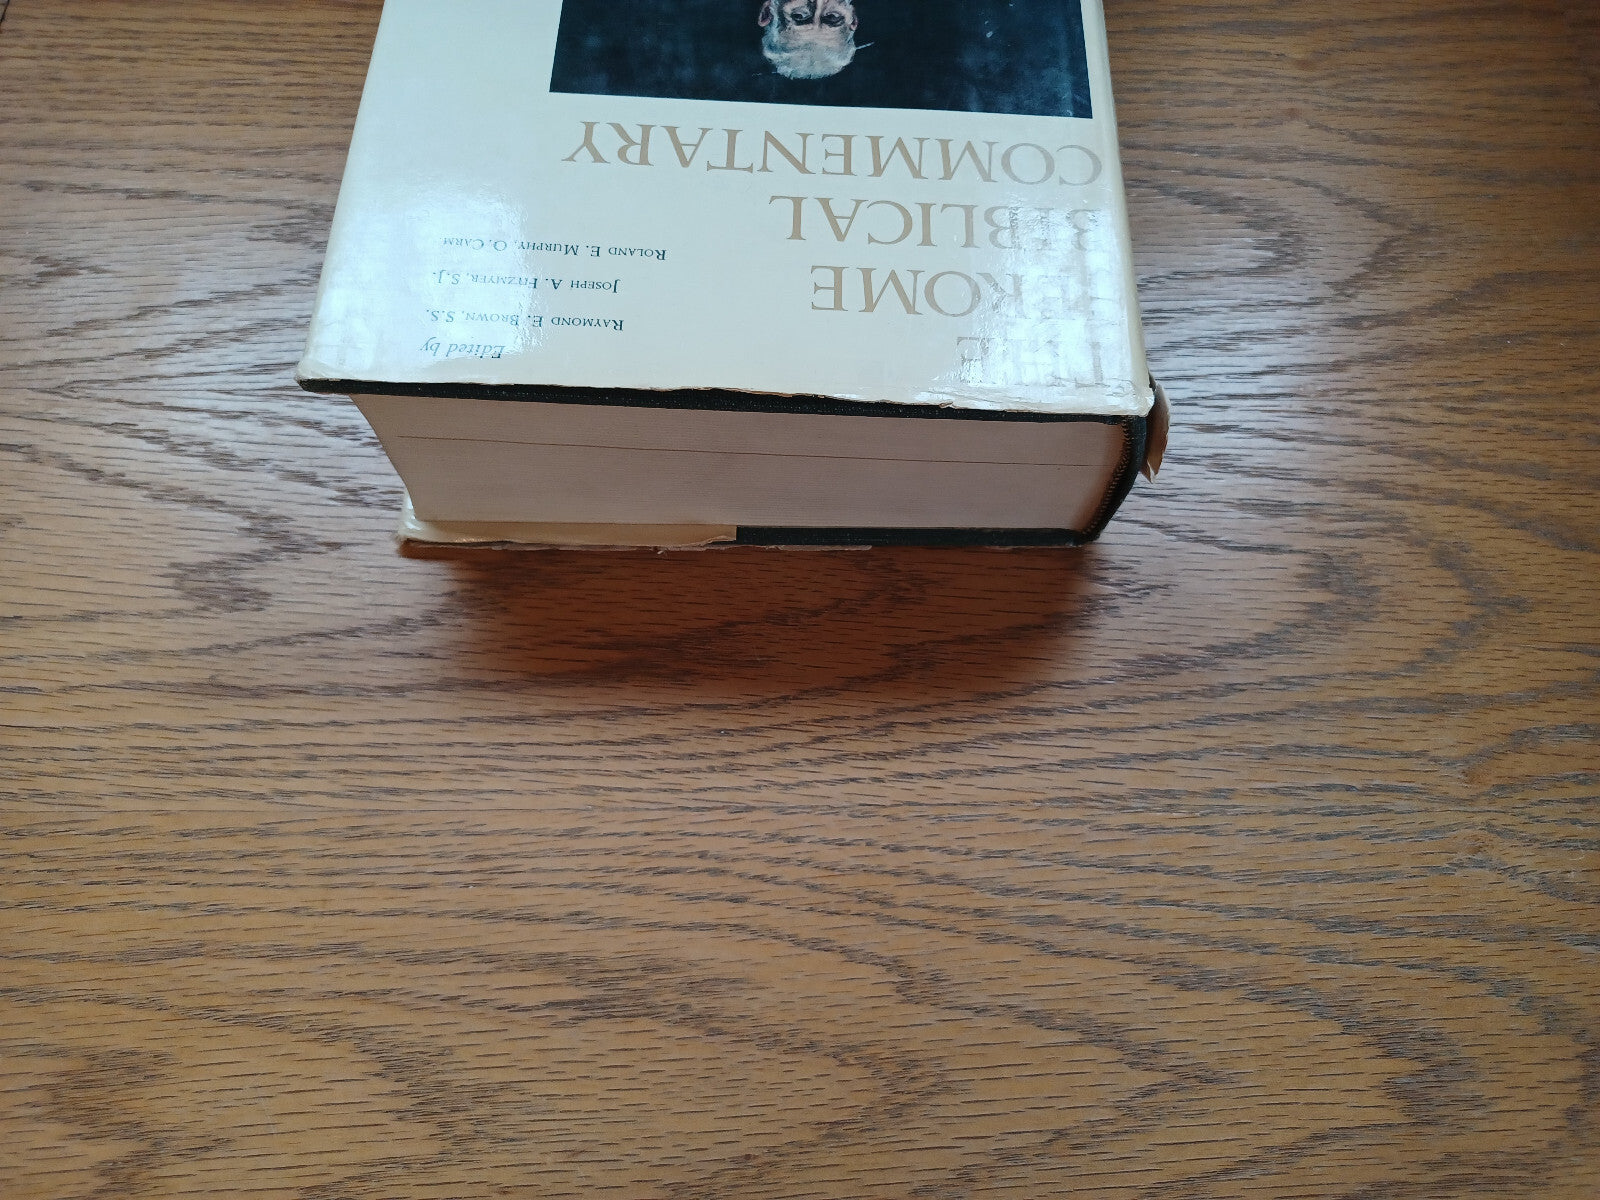 THE
JEROME
BIBLICAL
COMMENTARY
Edited by
RAYMOND E. BROWN, S.S.
JOSEPH A. FITZMYER, S.J.
ROLAND E. MURPHY, O. CARM